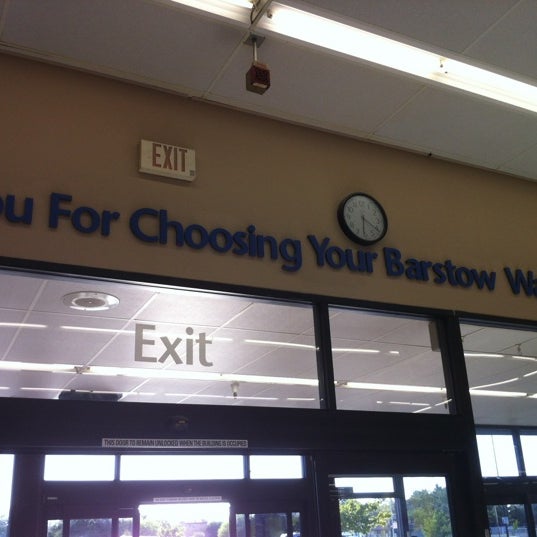 EXIT
ou For Choosing Your Barstow Wa
Exit
THIS DOOR TO REMAIN UNLOCKED WHEN THE BUILDING IS OCCUPIED